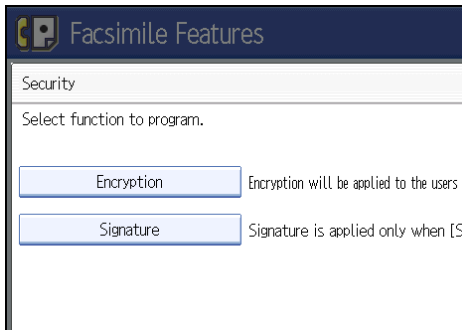 Facsimile Features
Security
Select function to program.
Encryption
Encryption will be applied to the users
Signature
Signature is applied only when [S